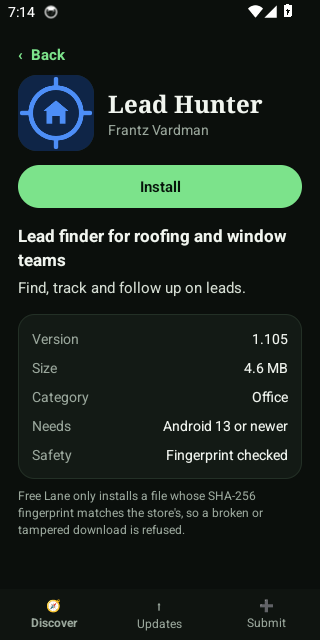 7:14
‹ Back
Lead Hunter
Frantz Vardman
Install
Lead finder for roofing and window
teams
Find, track and follow up on leads.
Version 1.105
Size 4.6 MB
Category Office
Needs Android 13 or newer
Safety Fingerprint checked
Free Lane only installs a file whose SHA-256
fingerprint matches the store's, so a broken or
tampered download is refused.
Discover Updates Submit